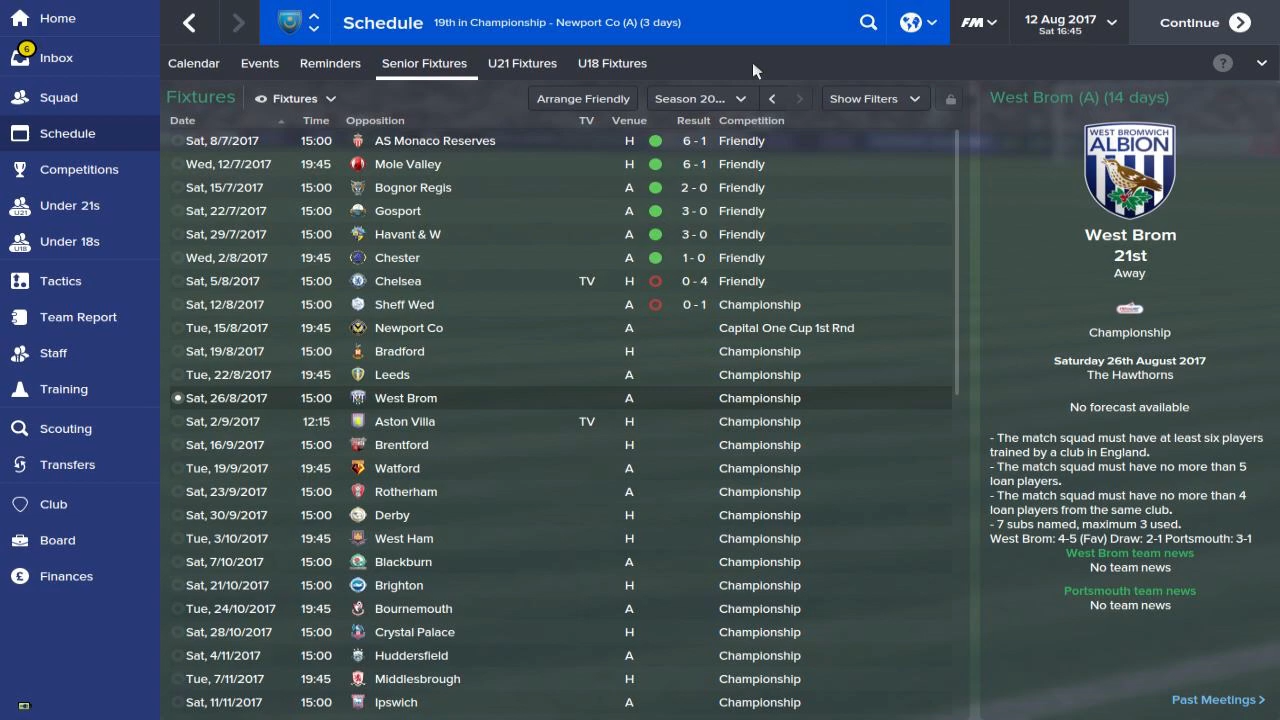 Home
6
Inbox
Squad
Schedule
Competitions
U21
Under 21s
U18
Under 18s
Tactics
Team Report
Staff
Training
Scouting
Transfers
Club
Board
£
Finances
Schedule 19th in Championship - Newport Co (A) (3 days)
FM
12 Aug 2017
Sat 16:45
Continue
Calendar Events Reminders Senior Fixtures U21 Fixtures U18 Fixtures
?
Fixtures Fixtures Arrange Friendly Season 20... Show Filters
Date Time Opposition TV Venue Result Competition
Sat, 8/7/2017 15:00 AS Monaco Reserves H 6 - 1 Friendly
Wed, 12/7/2017 19:45 Mole Valley H 6 - 1 Friendly
Sat, 15/7/2017 15:00 Bognor Regis A 2 - 0 Friendly
Sat, 22/7/2017 15:00 Gosport A 3 - 0 Friendly
Sat, 29/7/2017 15:00 Havant & W A 3 - 0 Friendly
Wed, 2/8/2017 19:45 Chester A 1 - 0 Friendly
Sat, 5/8/2017 15:00 Chelsea TV H 0 - 4 Friendly
Sat, 12/8/2017 15:00 Sheff Wed A 0 - 1 Championship
Tue, 15/8/2017 19:45 Newport Co A Capital One Cup 1st Rnd
Sat, 19/8/2017 15:00 Bradford H Championship
Tue, 22/8/2017 19:45 Leeds A Championship
Sat, 26/8/2017 15:00 West Brom A Championship
Sat, 2/9/2017 12:15 Aston Villa TV H Championship
Sat, 16/9/2017 15:00 Brentford H Championship
Tue, 19/9/2017 19:45 Watford A Championship
Sat, 23/9/2017 15:00 Rotherham A Championship
Sat, 30/9/2017 15:00 Derby H Championship
Tue, 3/10/2017 19:45 West Ham H Championship
Sat, 7/10/2017 15:00 Blackburn A Championship
Sat, 21/10/2017 15:00 Brighton H Championship
Tue, 24/10/2017 19:45 Bournemouth A Championship
Sat, 28/10/2017 15:00 Crystal Palace H Championship
Sat, 4/11/2017 15:00 Huddersfield A Championship
Tue, 7/11/2017 19:45 Middlesbrough H Championship
Sat, 11/11/2017 15:00 Ipswich A Championship
West Brom (A) (14 days)
WEST BROMWICH
ALBION
West Brom
21st
Away
Championship
Saturday 26th August 2017
The Hawthorns
No forecast available
- The match squad must have at least six players
trained by a club in England.
- The match squad must have no more than 5
loan players.
- The match squad must have no more than 4
loan players from the same club.
- 7 subs named, maximum 3 used.
West Brom: 4-5 (Fav) Draw: 2-1 Portsmouth: 3-1
West Brom team news
No team news
Portsmouth team news
No team news
Past Meetings >